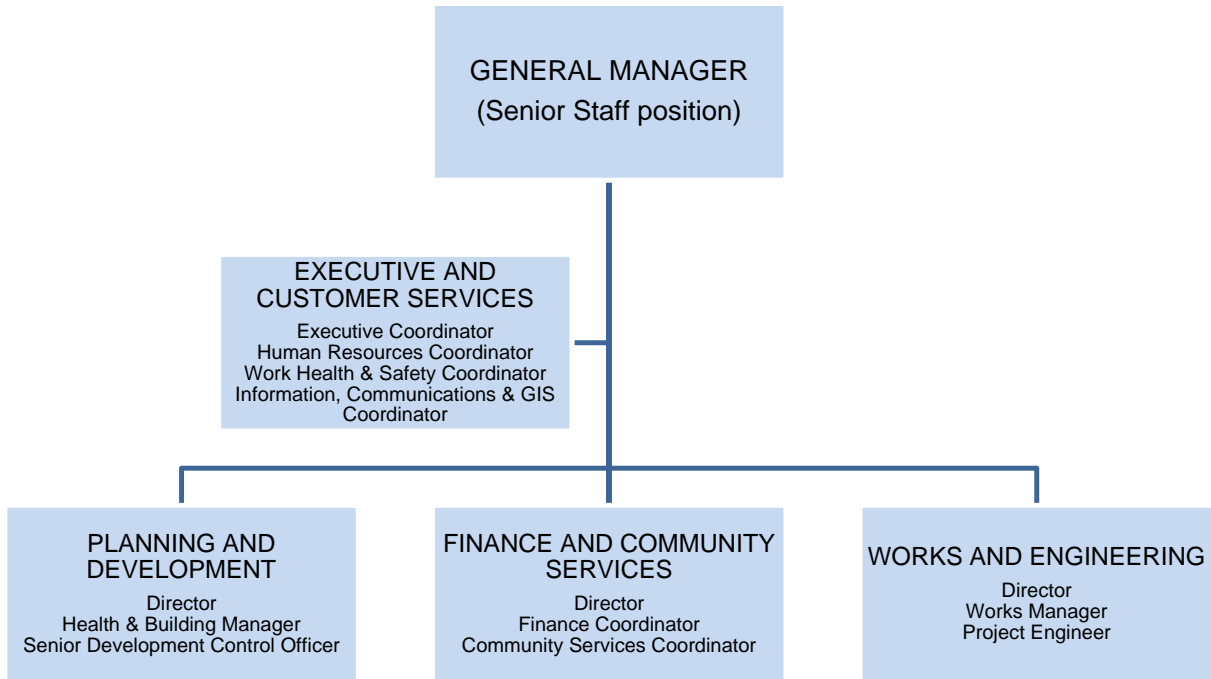 GENERAL MANAGER
(Senior Staff position)
EXECUTIVE AND
CUSTOMER SERVICES
Executive Coordinator
Human Resources Coordinator
Work Health & Safety Coordinator
Information, Communications & GIS
Coordinator
PLANNING AND
DEVELOPMENT
Director
Health & Building Manager
Senior Development Control Officer
FINANCE AND COMMUNITY
SERVICES
Director
Finance Coordinator
Community Services Coordinator
WORKS AND ENGINEERING
Director
Works Manager
Project Engineer